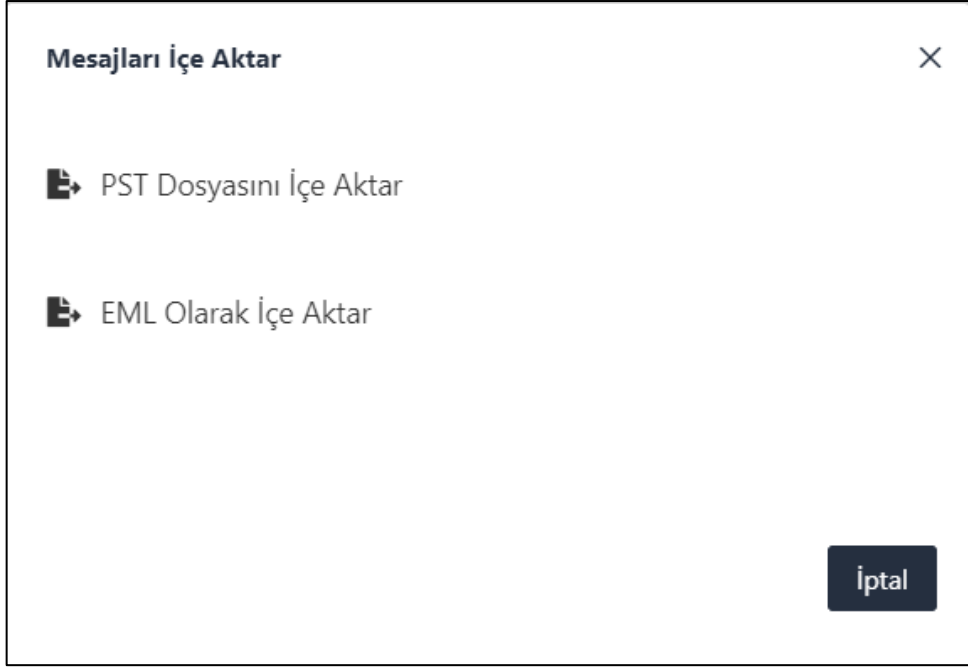 Mesajları İçe Aktar
PST Dosyasını İçe Aktar
EML Olarak İçe Aktar
İptal